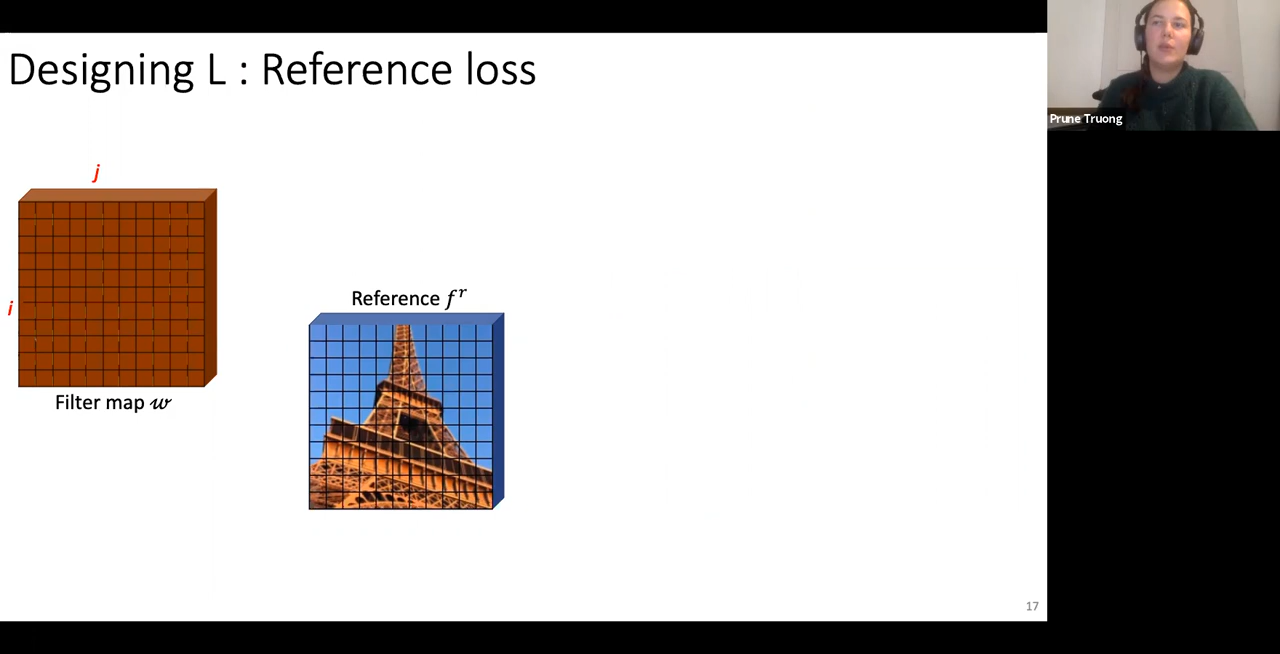 Designing L : Reference loss
Prune Truong
j
i
Filter map w
Reference f^r
17